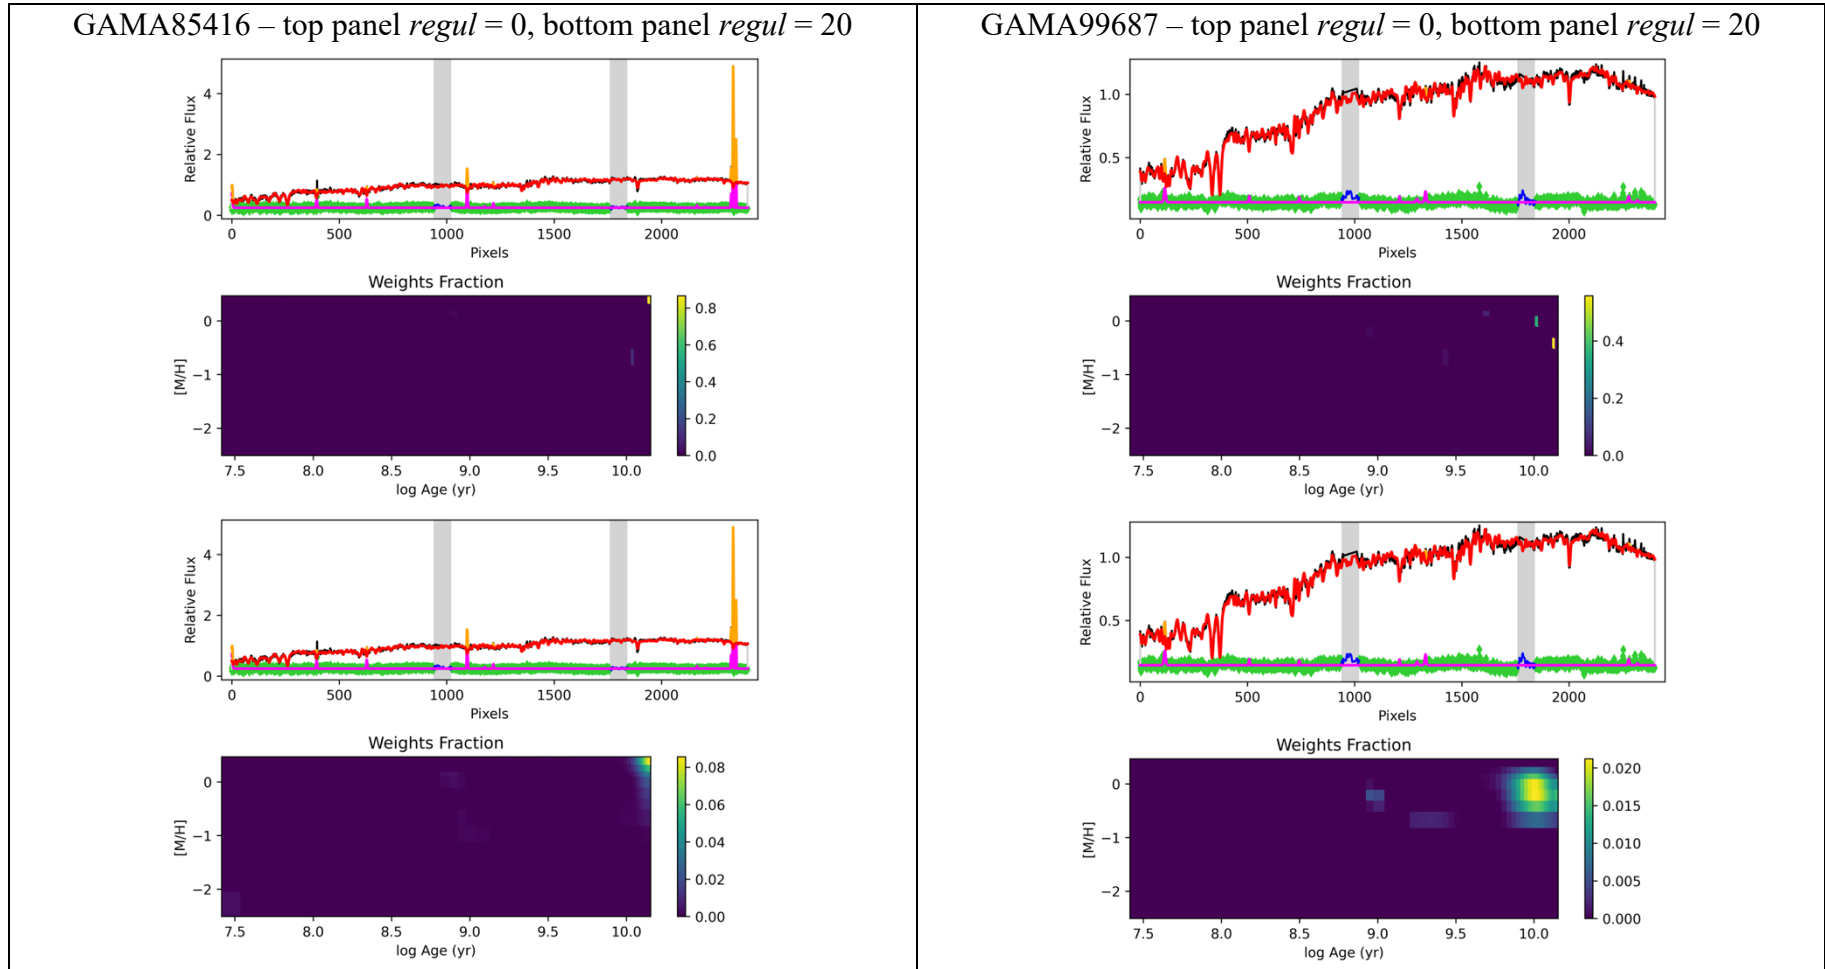 GAMA85416 – top panel regul = 0, bottom panel regul = 20
Relative Flux
4
2
0
0 500 1000 1500 2000
Pixels
Weights Fraction
[M/H]
0
−1
−2
7.5 8.0 8.5 9.0 9.5 10.0
log Age (yr)
0.8
0.6
0.4
0.2
0.0
Relative Flux
4
2
0
0 500 1000 1500 2000
Pixels
Weights Fraction
[M/H]
0
−1
−2
7.5 8.0 8.5 9.0 9.5 10.0
log Age (yr)
0.08
0.06
0.04
0.02
0.00
GAMA99687 – top panel regul = 0, bottom panel regul = 20
Relative Flux
1.0
0.5
0 500 1000 1500 2000
Pixels
Weights Fraction
[M/H]
0
−1
−2
7.5 8.0 8.5 9.0 9.5 10.0
log Age (yr)
0.4
0.2
0.0
Relative Flux
1.0
0.5
0 500 1000 1500 2000
Pixels
Weights Fraction
[M/H]
0
−1
−2
7.5 8.0 8.5 9.0 9.5 10.0
log Age (yr)
0.020
0.015
0.010
0.005
0.000